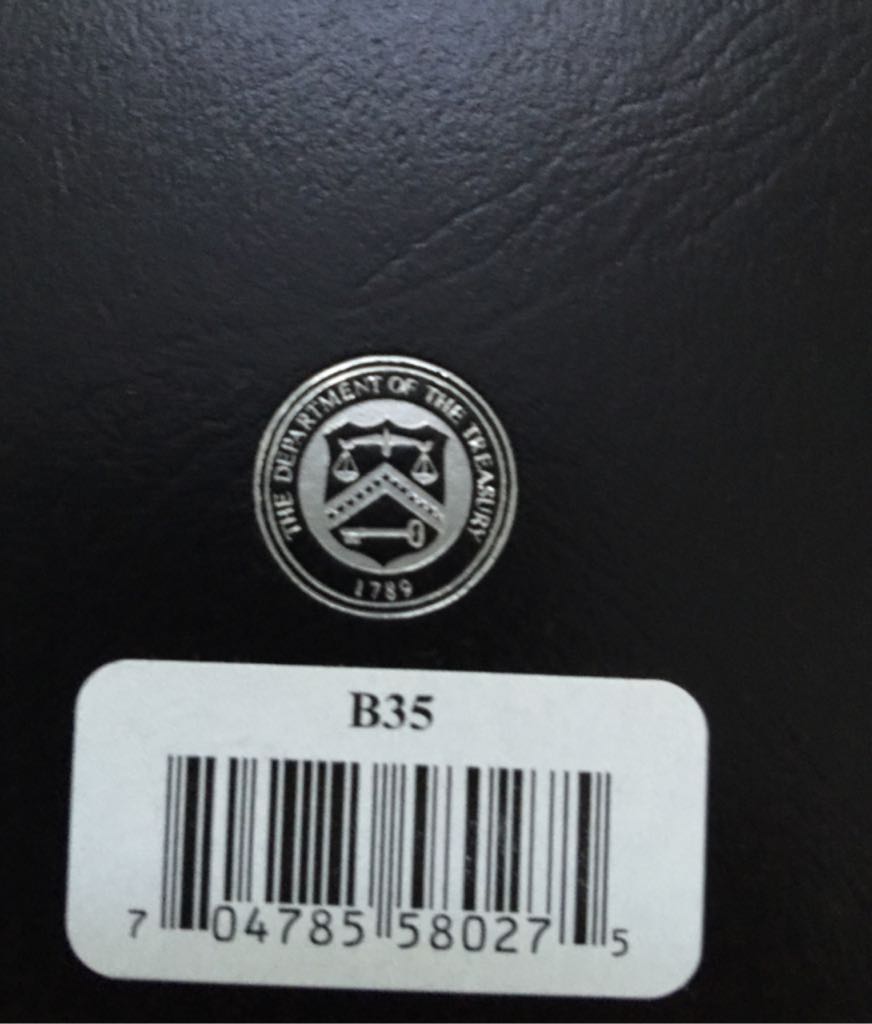 THE DEPARTMENT OF THE TREASURY
1789
B35
7 04785 58027 5